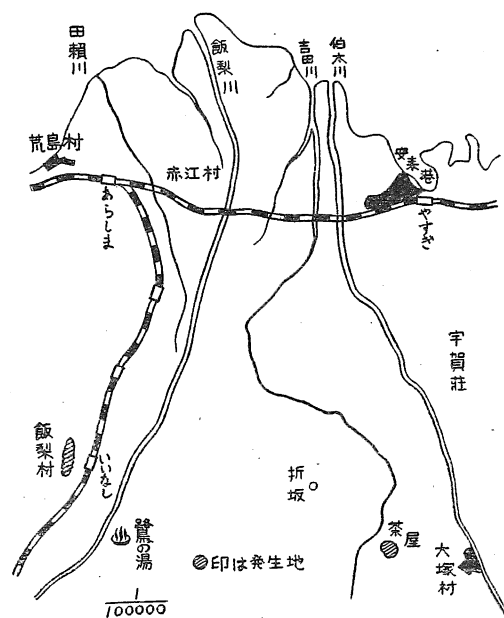 田頼川
飯梨川
吉田川
伯太川
荒島村
赤江村
安来港
あらしま
やすぎ
宇賀荘
飯梨村
いいなし
折坂
茶屋
大塚村
鷺の湯
印は発生地
1
100000